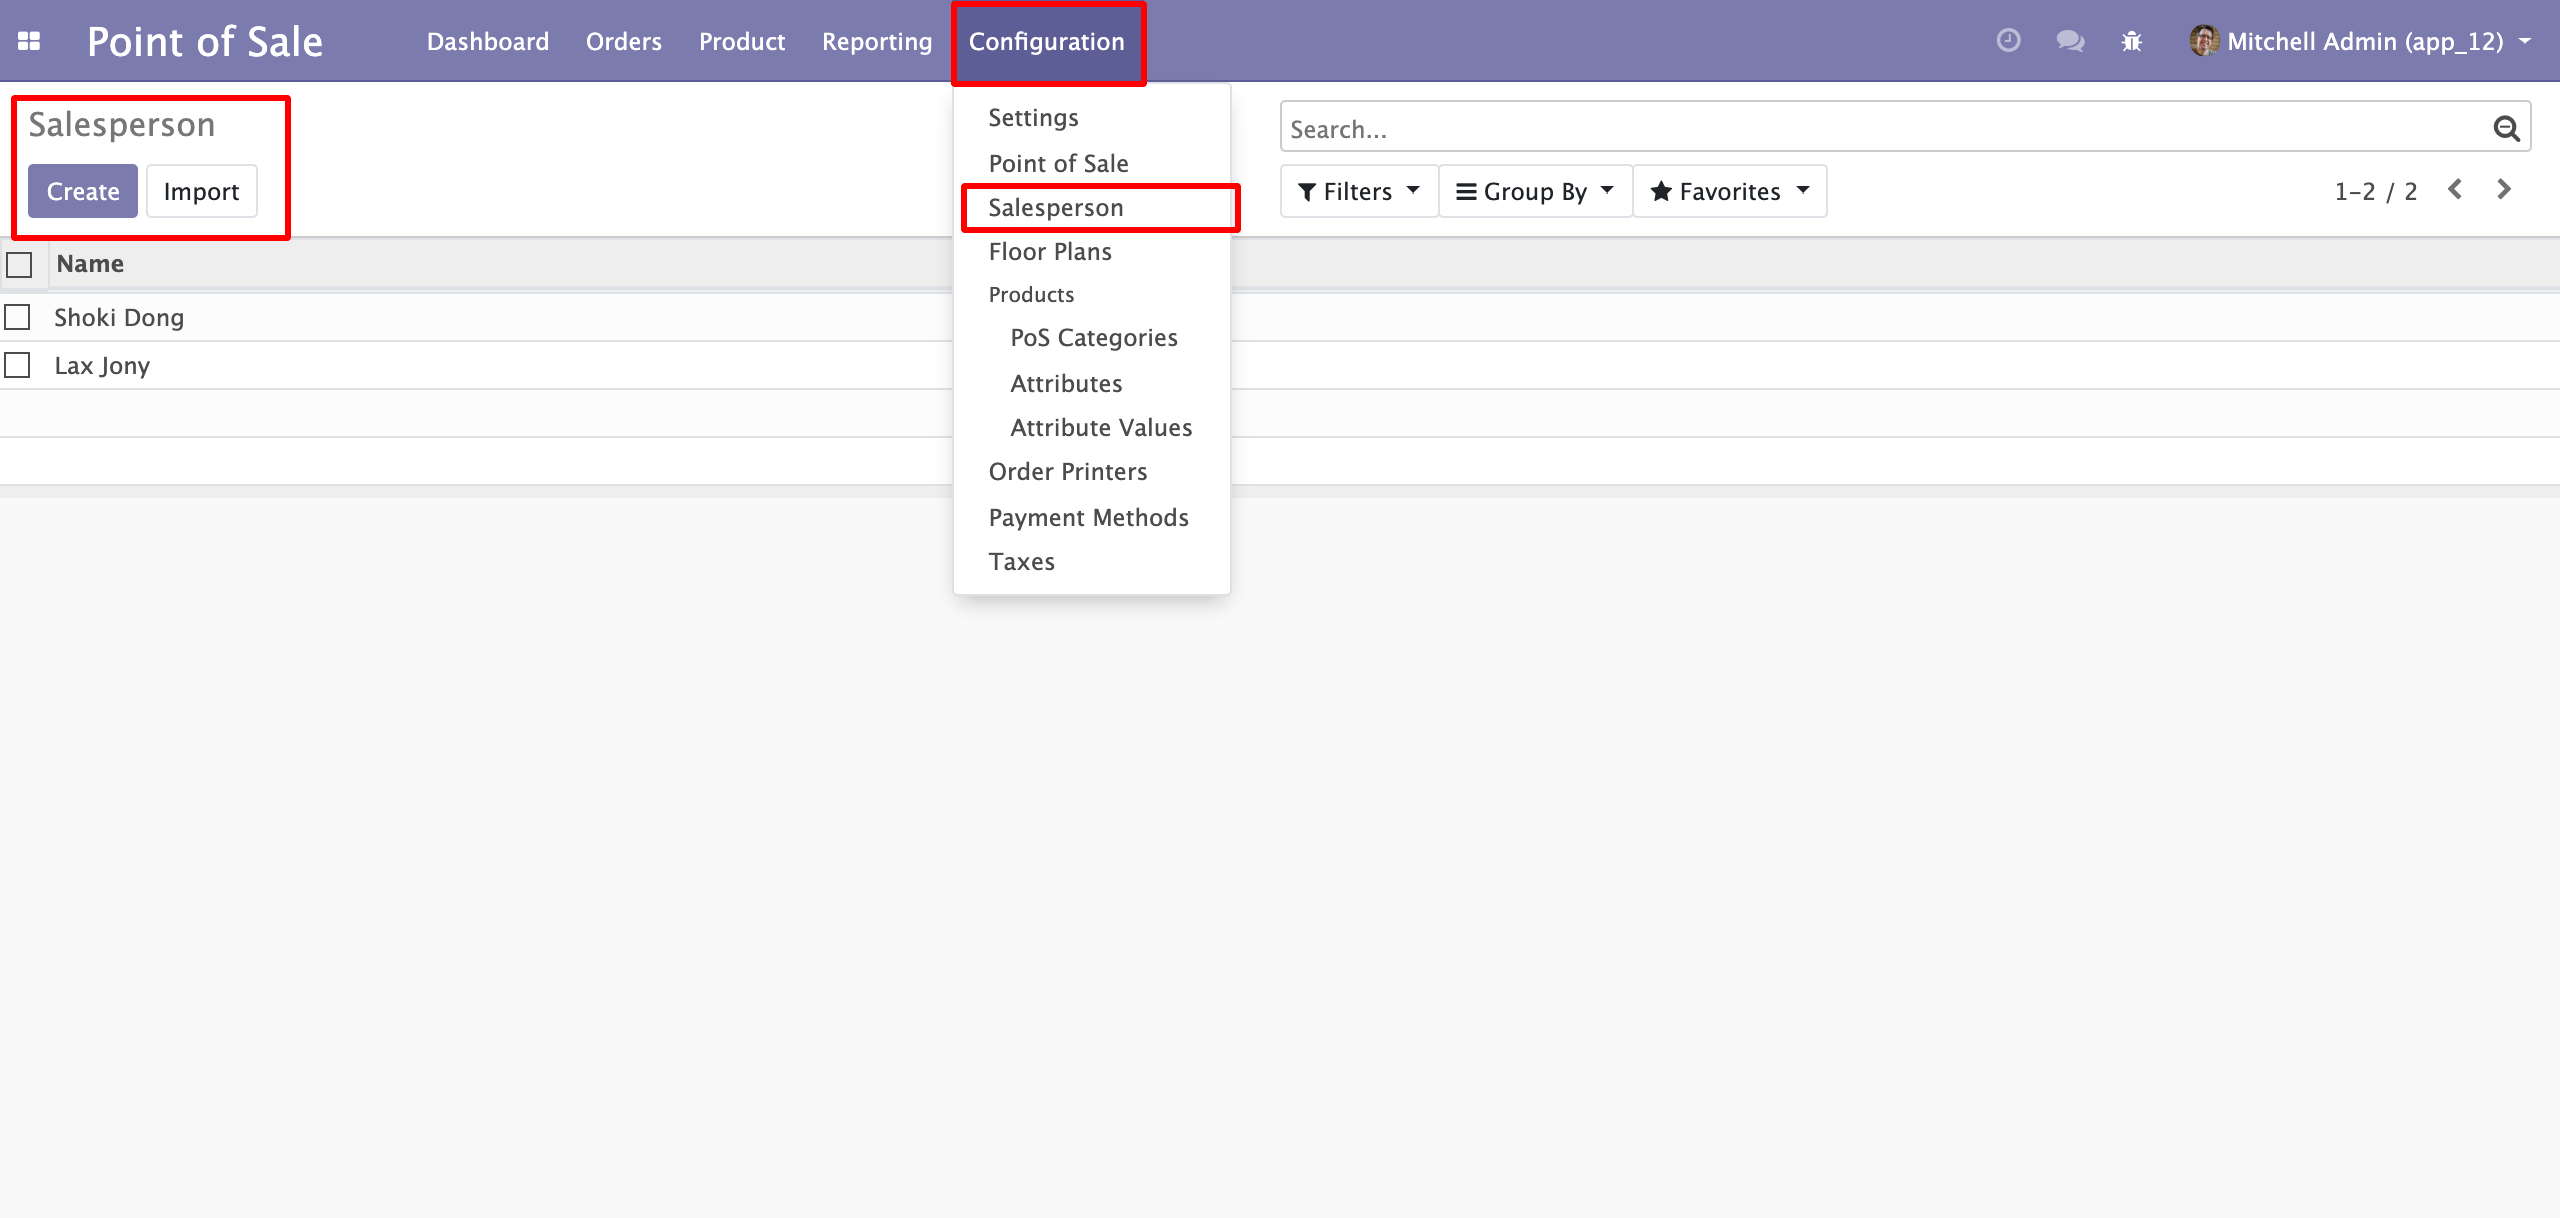 Point of Sale Dashboard Orders Product Reporting Configuration Mitchell Admin (app_12)
Salesperson
Create Import
Search...
Filters Group By Favorites 1-2 / 2
Settings
Point of Sale
Salesperson
Floor Plans
Products
PoS Categories
Attributes
Attribute Values
Order Printers
Payment Methods
Taxes
Name
Shoki Dong
Lax Jony